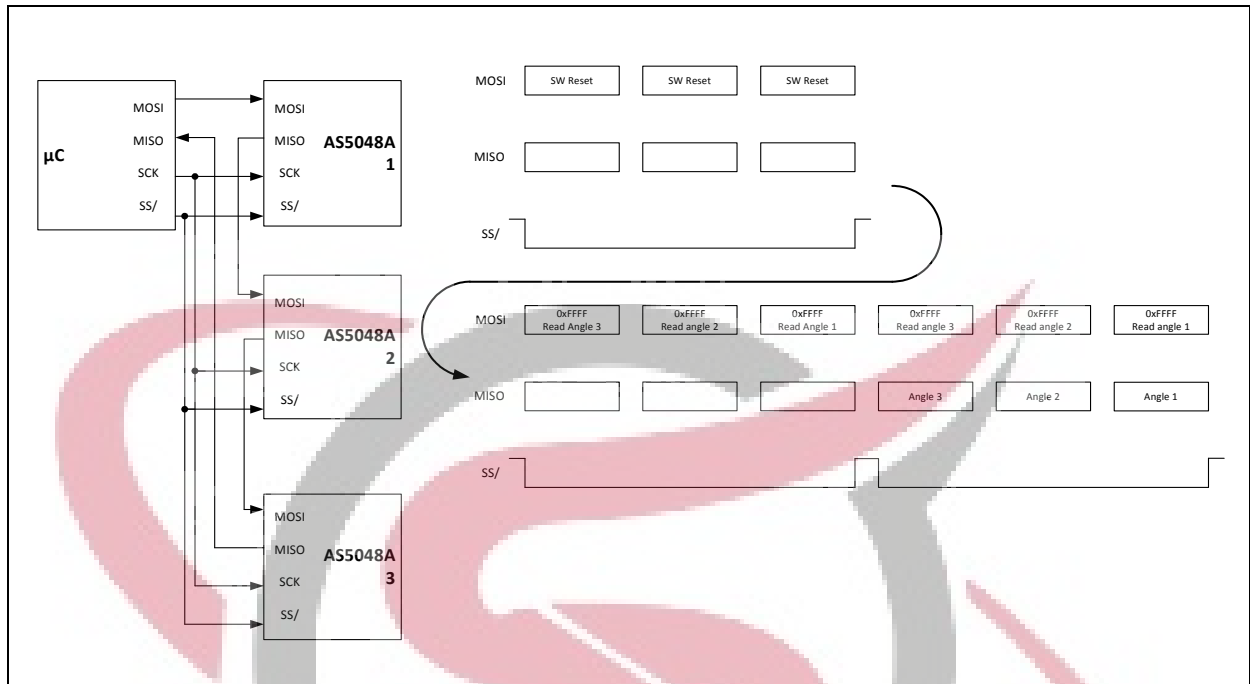 µC
MOSI
MISO
SCK
SS/
MOSI
MISO
SCK
SS/
AS5048A
1
MOSI
MISO
SCK
SS/
AS5048A
2
MOSI
MISO
SCK
SS/
AS5048A
3
MOSI
SW Reset
SW Reset
SW Reset
MISO
SS/
MOSI
0xFFFF
Read Angle 3
0xFFFF
Read angle 2
0xFFFF
Read Angle 1
0xFFFF
Read angle 3
0xFFFF
Read angle 2
0xFFFF
Read angle 1
MISO
Angle 3
Angle 2
Angle 1
SS/